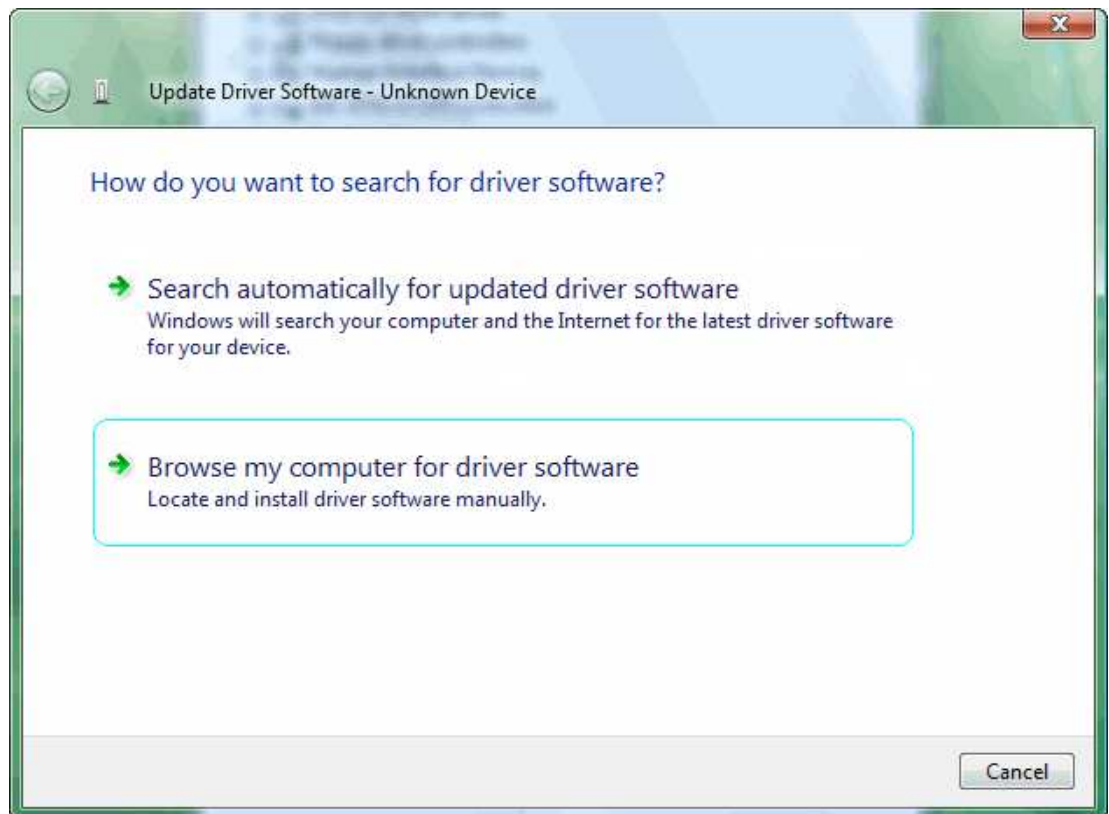 Update Driver Software - Unknown Device
How do you want to search for driver software?
Search automatically for updated driver software
Windows will search your computer and the Internet for the latest driver software
for your device.
Browse my computer for driver software
Locate and install driver software manually.
Cancel